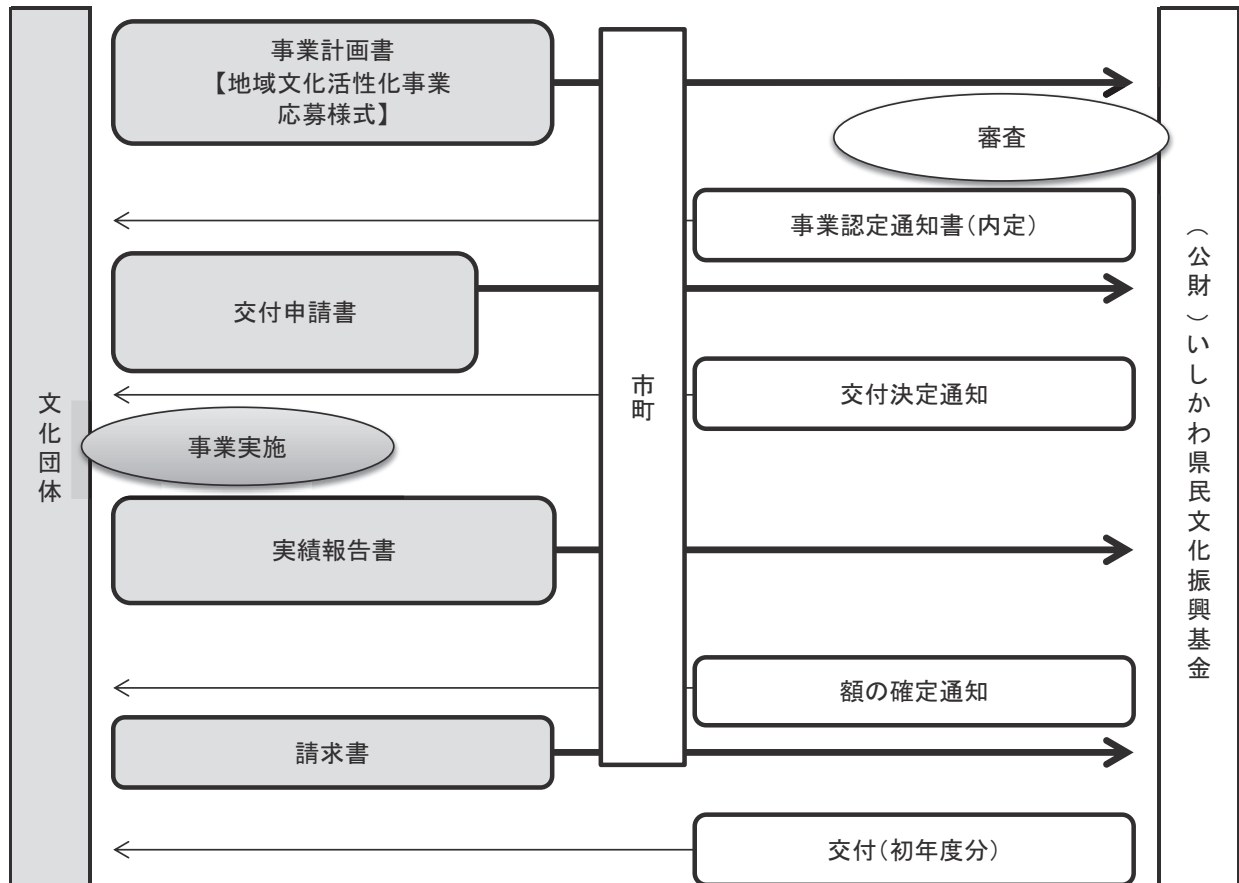 事業計画書
【地域文化活性化事業
応募様式】
審査
事業認定通知書（内定）
交付申請書
交付決定通知
事業実施
実績報告書
額の確定通知
請求書
交付（初年度分）
文化団体
市町
（公財）いしかわ県民文化振興基金